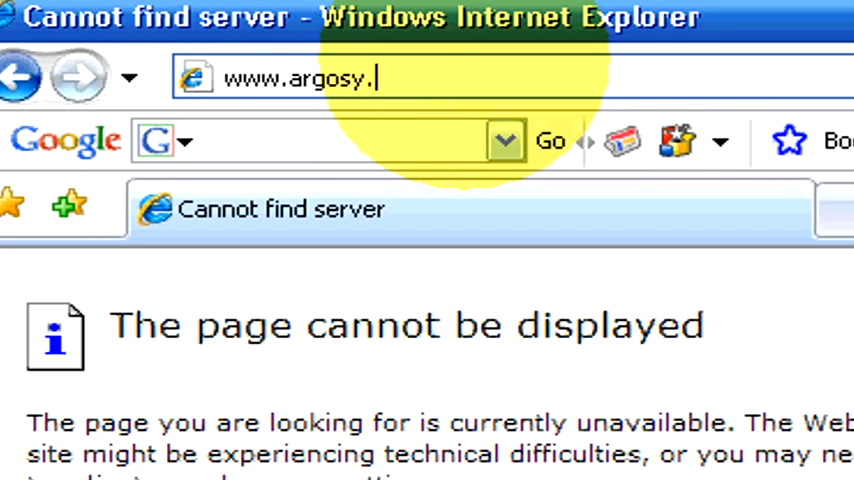 Cannot find server - Windows Internet Explorer
www.argosy.
Google G Go
Cannot find server
The page cannot be displayed
The page you are looking for is currently unavailable. The Web
site might be experiencing technical difficulties, or you may